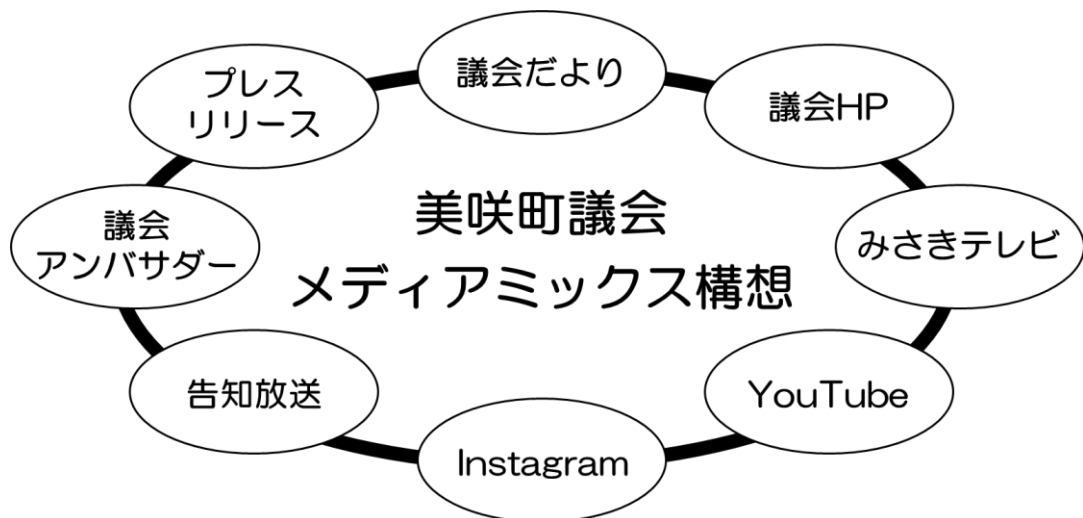 美咲町議会
メディアミックス構想
議会だより
議会HP
みさきテレビ
YouTube
Instagram
告知放送
議会
アンバサダー
プレス
リリース